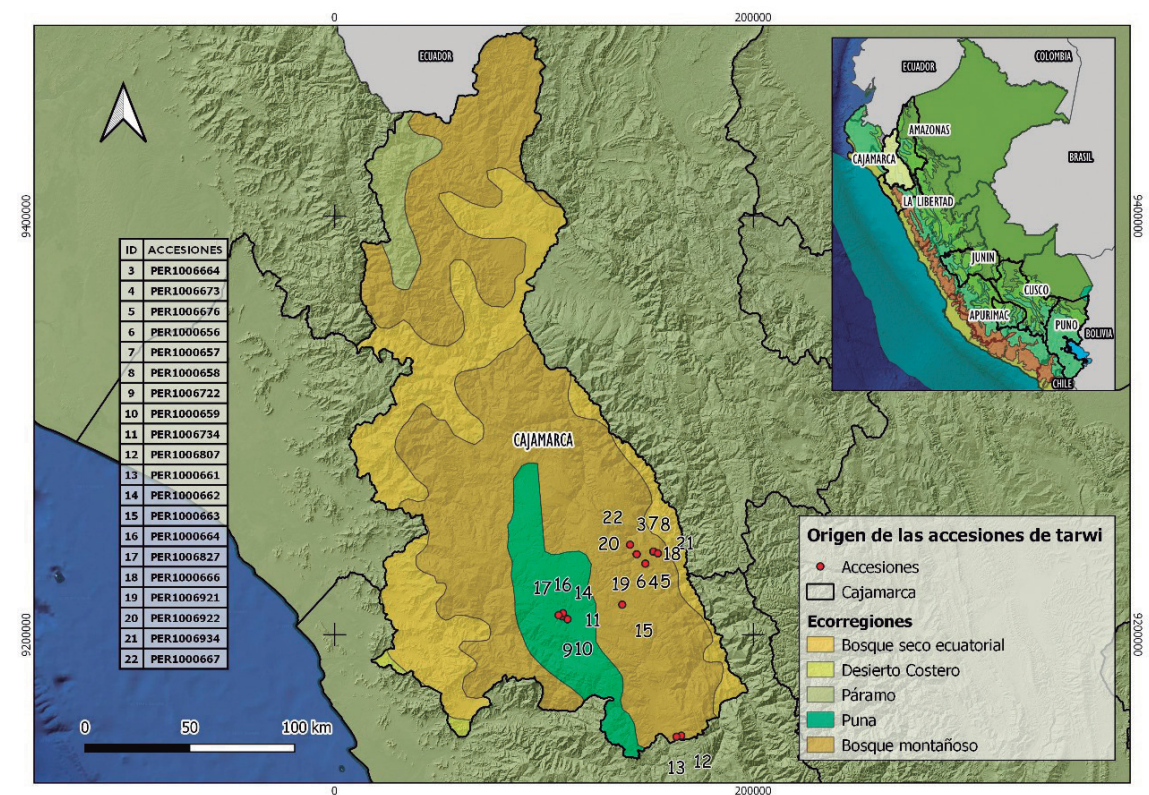 0
200000
ECUADOR
9400000
ID ACCESIONES
3 PER1006664
4 PER1006673
5 PER1006676
6 PER1000656
7 PER1000657
8 PER1000658
9 PER1006722
10 PER1000659
11 PER1006734
12 PER1006807
13 PER1000661
14 PER1000662
15 PER1000663
16 PER1000664
17 PER1006827
18 PER1000666
19 PER1006921
20 PER1006922
21 PER1006934
22 PER1000667
ECUADOR
COLOMBIA
AMAZONAS
BRASIL
CAJAMARCA
LA LIBERTAD
JUNIN
CUSCO
APURIMAC
PUNO
BOLIVIA
CHILE
9400000
CAJAMARCA
22
378
20
21
18
19
645
17
16
14
11
15
910
13
12
9200000
0 50 100 km
Origen de las accesiones de tarwi
Accesiones
Cajamarca
Ecorregiones
Bosque seco ecuatorial
Desierto Costero
Páramo
Puna
Bosque montañoso
9200000
0
200000